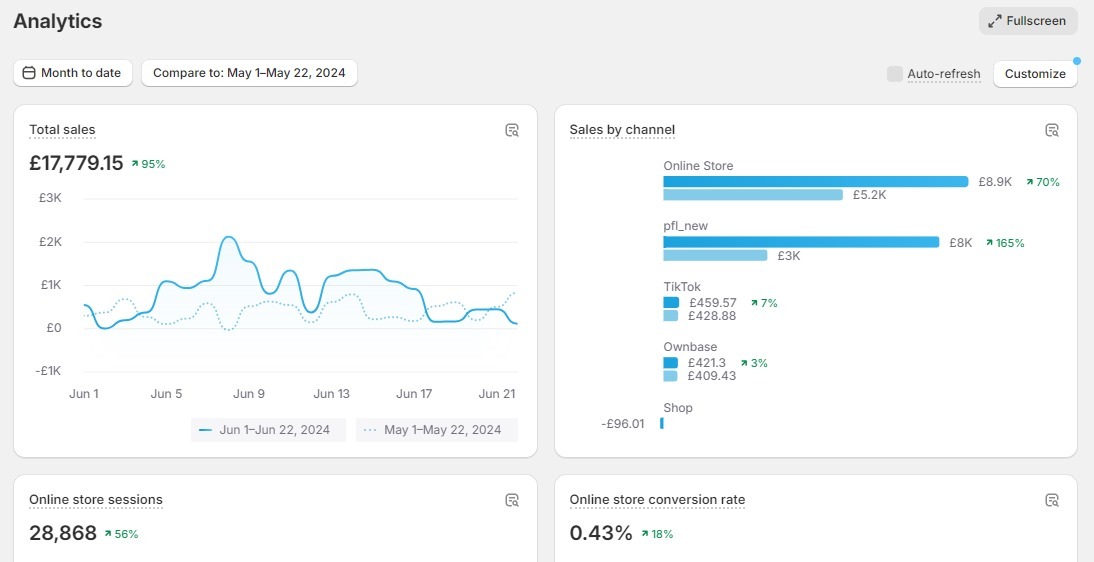 Analytics
Fullscreen
Month to date
Compare to: May 1–May 22, 2024
Auto-refresh
Customize
Total sales
£17,779.15 95%
£3K
£2K
£1K
£0
-£1K
Jun 1 Jun 5 Jun 9 Jun 13 Jun 17 Jun 21
Jun 1–Jun 22, 2024 May 1–May 22, 2024
Sales by channel
Online Store
£8.9K 70%
£5.2K
pfl_new
£8K 165%
£3K
TikTok
£459.57 7%
£428.88
Ownbase
£421.3 3%
£409.43
Shop
-£96.01
Online store sessions
28,868 56%
Online store conversion rate
0.43% 18%